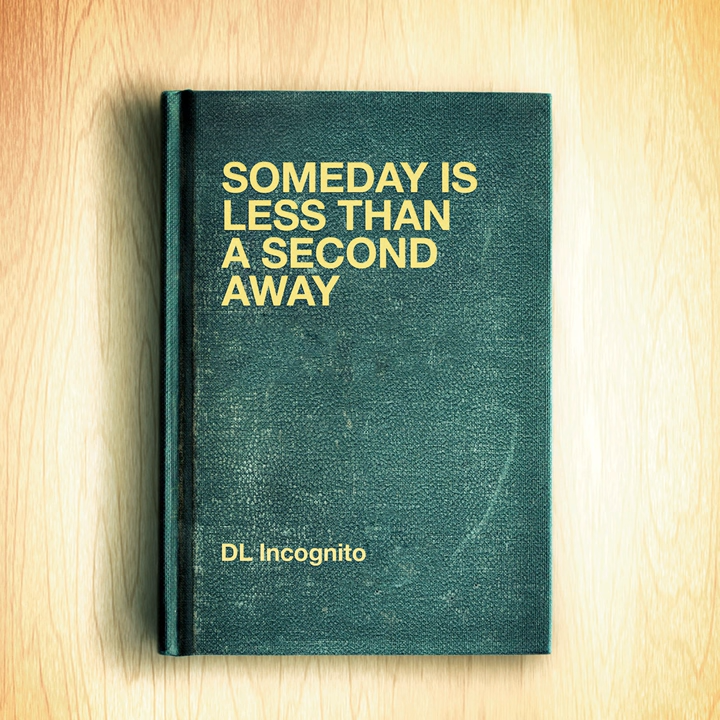 SOMEDAY IS
LESS THAN
A SECOND
AWAY
DL Incognito